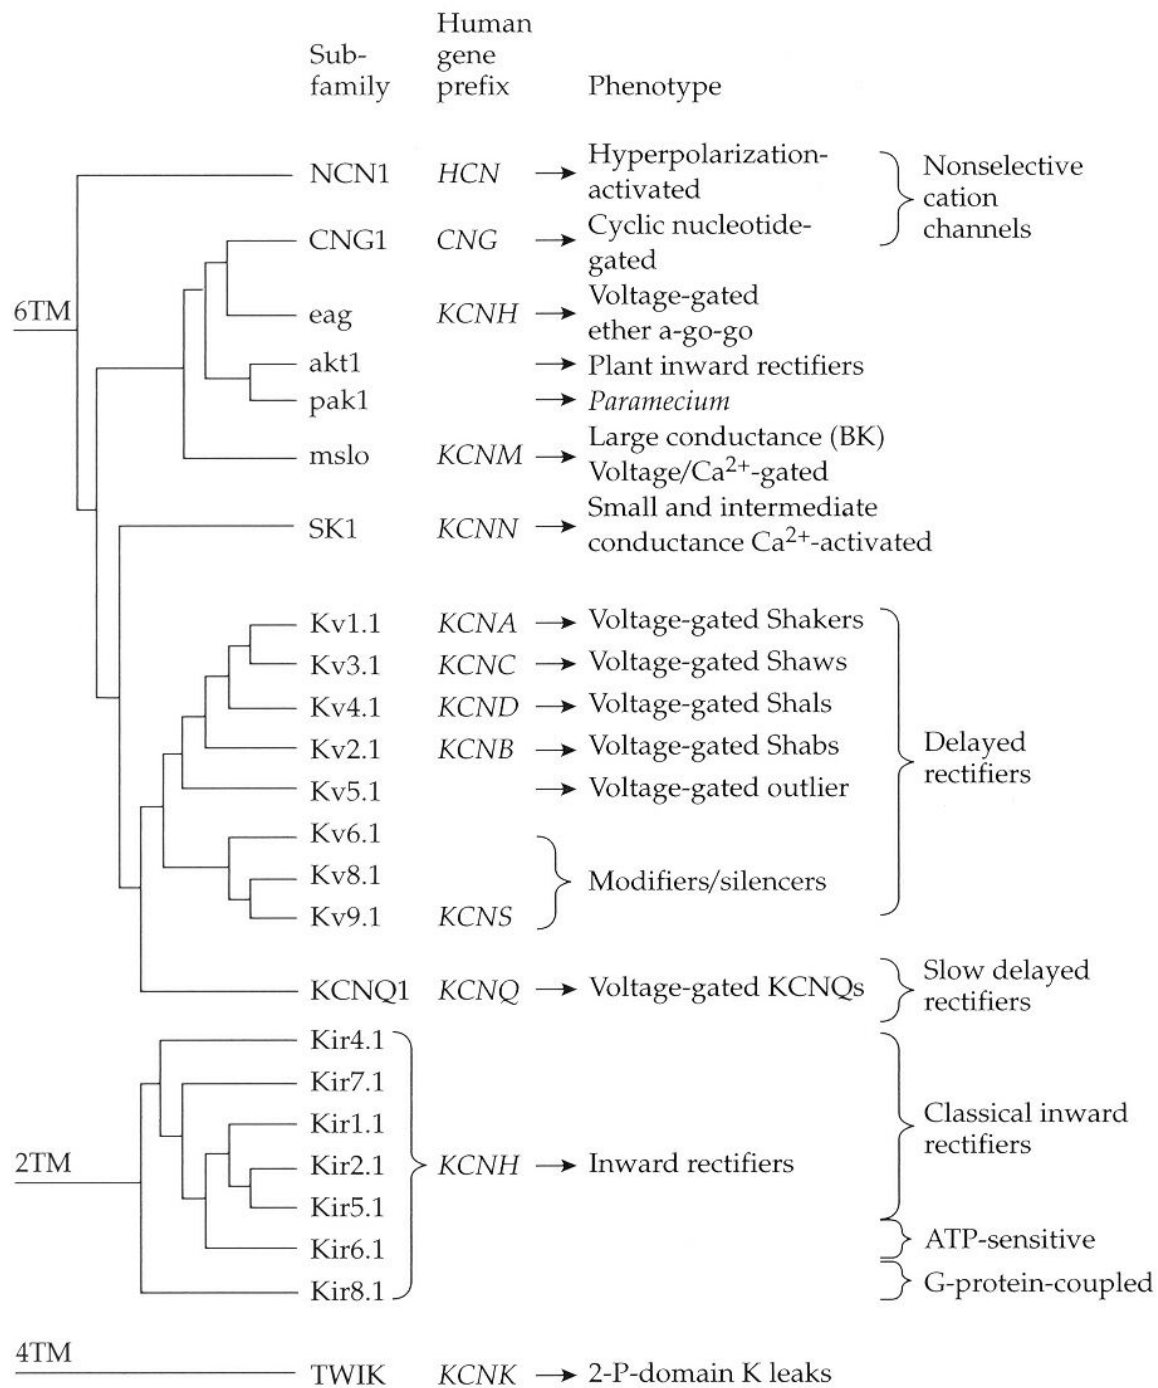 Sub-
family
Human
gene
prefix
Phenotype
6TM
NCN1 HCN → Hyperpolarization-
activated
CNG1 CNG → Cyclic nucleotide-
gated
Nonselective
cation
channels
eag KCNH → Voltage-gated
ether a-go-go
akt1 → Plant inward rectifiers
pak1 → Paramecium
mslo KCNM → Large conductance (BK)
Voltage/Ca²⁺-gated
SK1 KCNN → Small and intermediate
conductance Ca²⁺-activated
Kv1.1 KCNA → Voltage-gated Shakers
Kv3.1 KCNC → Voltage-gated Shaws
Kv4.1 KCND → Voltage-gated Shals
Kv2.1 KCNB → Voltage-gated Shabs
Kv5.1 → Voltage-gated outlier
Kv6.1
Kv8.1
Kv9.1 KCNS
Modifiers/silencers
Delayed
rectifiers
KCNQ1 KCNQ → Voltage-gated KCNQs
Slow delayed
rectifiers
2TM
Kir4.1
Kir7.1
Kir1.1
Kir2.1
Kir5.1
Kir6.1
Kir8.1
KCNH → Inward rectifiers
Classical inward
rectifiers
ATP-sensitive
G-protein-coupled
4TM
TWIK KCNK → 2-P-domain K leaks